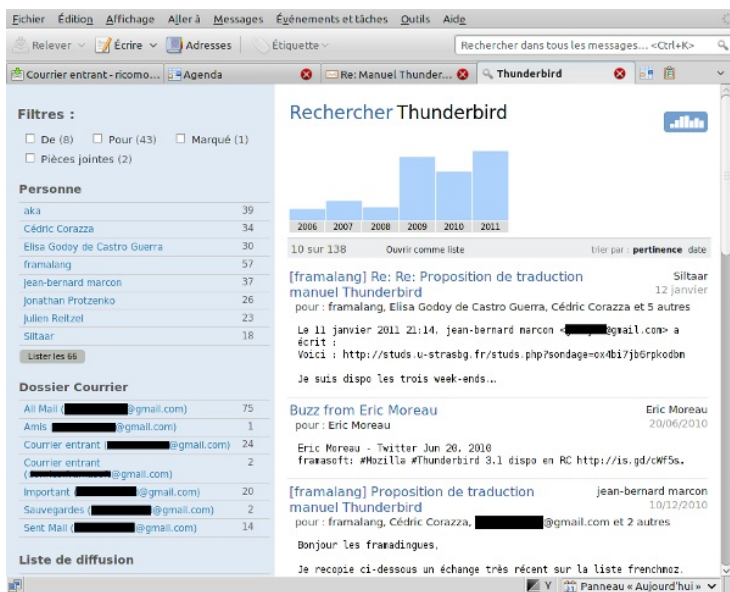 Fichier Édition Affichage Aller à Messages Événements et tâches Outils Aide
Relever Écrire Adresses Étiquette Rechercher dans tous les messages... <Ctrl+K>
Courrier entrant - ricomo... Agenda Re: Manuel Thunder... Thunderbird
Filtres :
De (8) Pour (43) Marqué (1)
Pièces jointes (2)
Personne
aka 39
Cédric Corazza 34
Elisa Godoy de Castro Guerra 30
framalang 57
jean-bernard marcon 37
Jonathan Protzenko 26
Julien Reitzel 23
Siltaar 18
Lister les 66
Dossier Courrier
All Mail ( @gmail.com) 75
Amis ( @gmail.com) 1
Courrier entrant ( @gmail.com) 24
Courrier entrant 2
( @gmail.com)
Important ( @gmail.com) 20
Sauvegardes ( @gmail.com) 2
Sent Mail ( @gmail.com) 14
Liste de diffusion
Rechercher Thunderbird
2006 2007 2008 2009 2010 2011
10 sur 138 Ouvrir comme liste trier par : pertinence date
[framalang] Re: Re: Proposition de traduction Siltaar
manuel Thunderbird 12 janvier
pour : framalang, Elisa Godoy de Castro Guerra, Cédric Corazza et 5 autres
Le 11 janvier 2011 21:14, jean-bernard marcon < @gmail.com> a
écrit :
Voici : http://studs.u-strasbg.fr/studs.php?sondage=ox4bi7jb6rpkodbn
Je suis dispo les trois week-ends...
Buzz from Eric Moreau Eric Moreau
pour : Eric Moreau 20/06/2010
Eric Moreau - Twitter Jun 20, 2010
framasoft: #Mozilla #Thunderbird 3.1 dispo en RC http://is.gd/cWf5s.
[framalang] Proposition de traduction jean-bernard marcon
manuel Thunderbird 10/12/2010
pour : framalang, Cédric Corazza, @gmail.com et 2 autres
Bonjour les framadingues,
Je recopie ci-dessous un échange très récent sur la liste frenchmoz.
Y Panneau « Aujourd'hui »